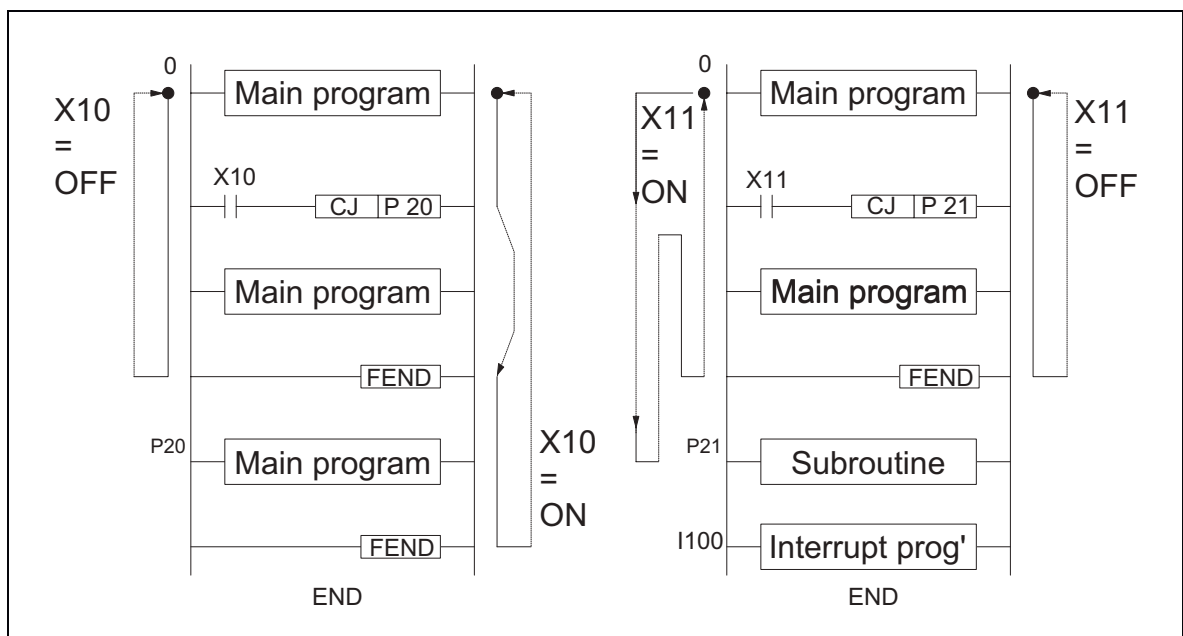 0
Main program
X10
=
OFF
X10
CJ P 20
Main program
FEND
P20
Main program
X10
=
ON
FEND
END
0
Main program
X11
=
ON
X11
=
OFF
X11
CJ P 21
Main program
FEND
P21
Subroutine
I100
Interrupt prog'
END